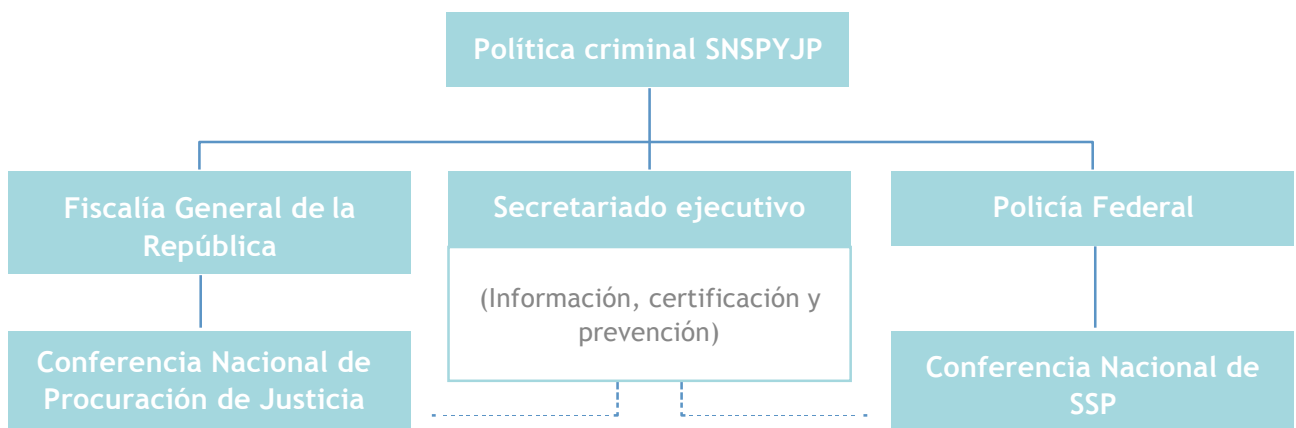 Política criminal SNSPYJP
Fiscalía General de la
República
Secretariado ejecutivo
Policía Federal
(Información, certificación y
prevención)
Conferencia Nacional de
Procuración de Justicia
Conferencia Nacional de
SSP